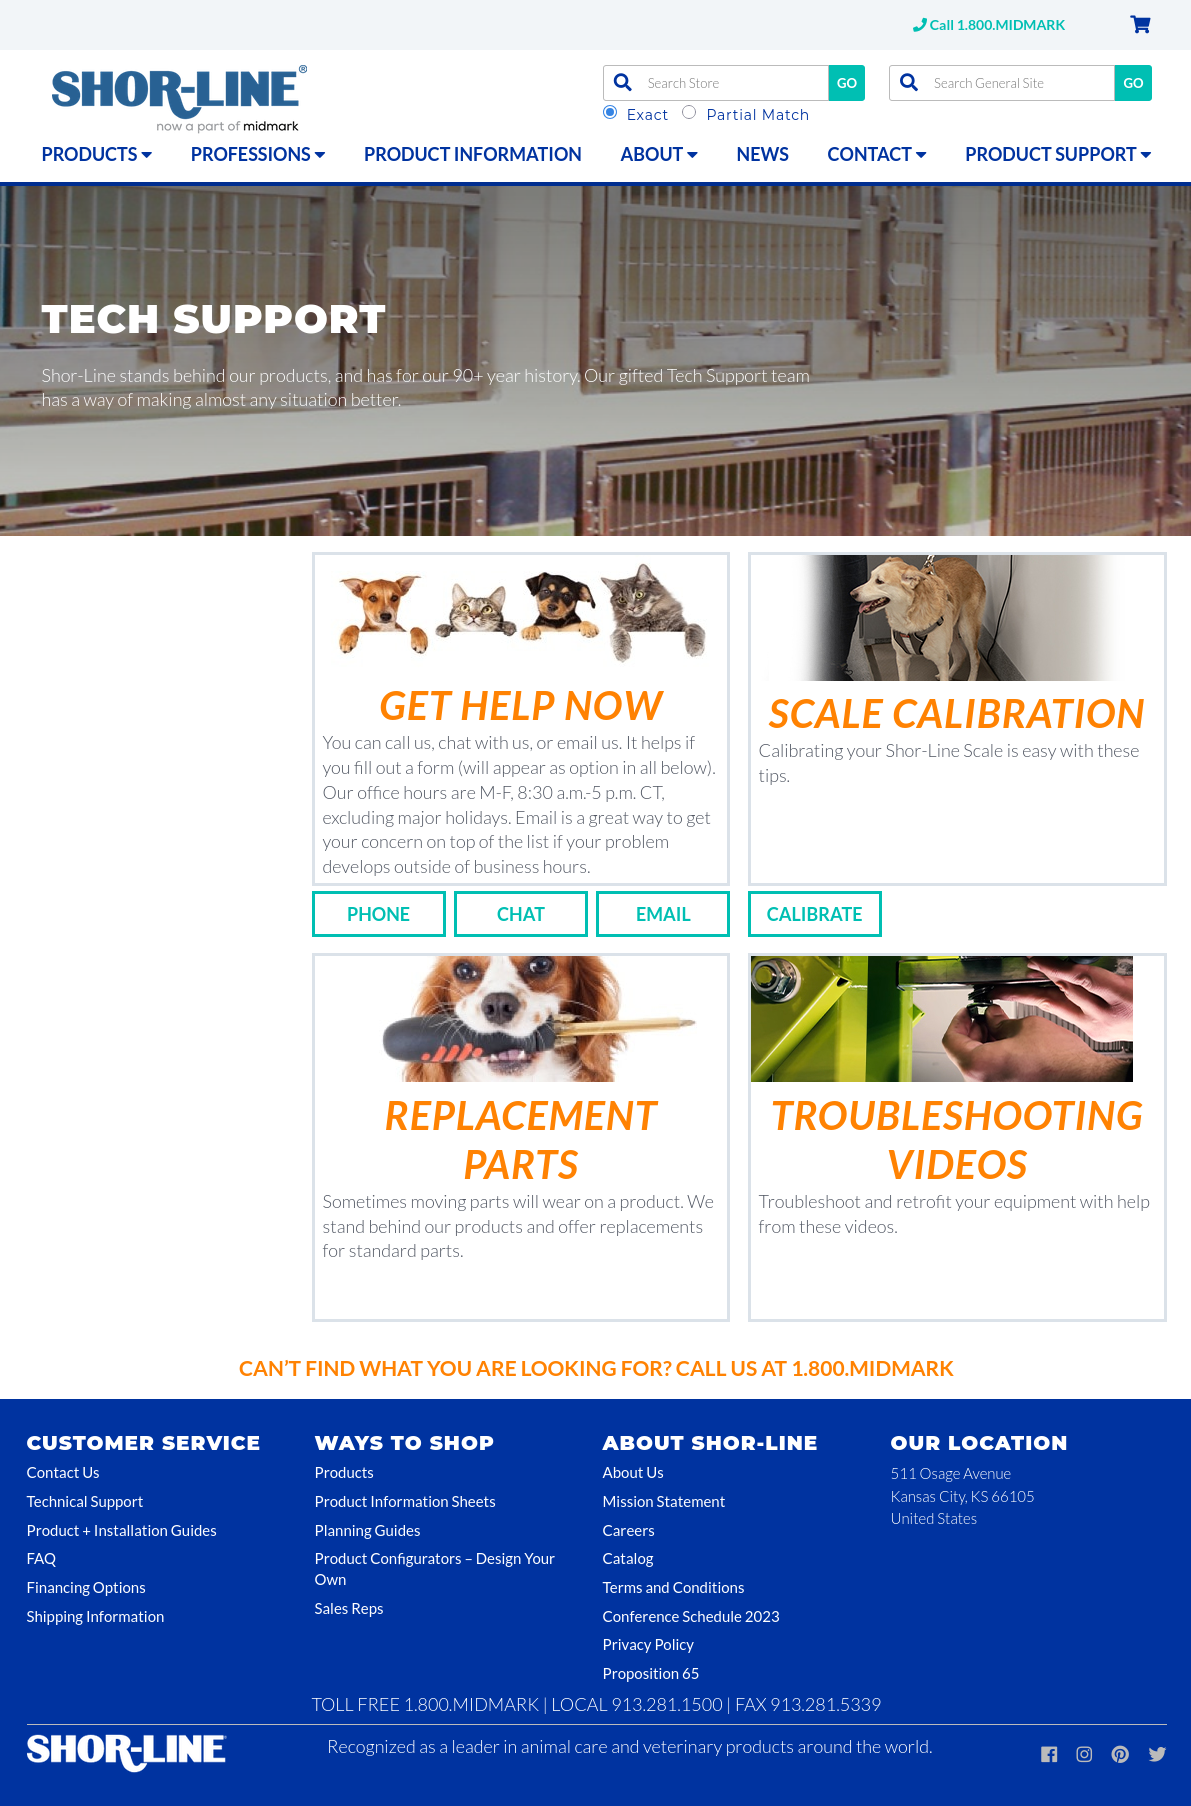 Call 1.800.MIDMARK
SHOR-LINE®
now a part of midmark
Search Store GO
Search General Site GO
Exact Partial Match
PRODUCTS PROFESSIONS PRODUCT INFORMATION ABOUT NEWS CONTACT PRODUCT SUPPORT
TECH SUPPORT
Shor-Line stands behind our products, and has for our 90+ year history. Our gifted Tech Support team
has a way of making almost any situation better.
GET HELP NOW
You can call us, chat with us, or email us. It helps if
you fill out a form (will appear as option in all below).
Our office hours are M-F, 8:30 a.m.-5 p.m. CT,
excluding major holidays. Email is a great way to get
your concern on top of the list if your problem
develops outside of business hours.
PHONE CHAT EMAIL
SCALE CALIBRATION
Calibrating your Shor-Line Scale is easy with these
tips.
CALIBRATE
REPLACEMENT
PARTS
Sometimes moving parts will wear on a product. We
stand behind our products and offer replacements
for standard parts.
TROUBLESHOOTING
VIDEOS
Troubleshoot and retrofit your equipment with help
from these videos.
CAN’T FIND WHAT YOU ARE LOOKING FOR? CALL US AT 1.800.MIDMARK
CUSTOMER SERVICE
Contact Us
Technical Support
Product + Installation Guides
FAQ
Financing Options
Shipping Information
WAYS TO SHOP
Products
Product Information Sheets
Planning Guides
Product Configurators – Design Your
Own
Sales Reps
ABOUT SHOR-LINE
About Us
Mission Statement
Careers
Catalog
Terms and Conditions
Conference Schedule 2023
Privacy Policy
Proposition 65
OUR LOCATION
511 Osage Avenue
Kansas City, KS 66105
United States
TOLL FREE 1.800.MIDMARK | LOCAL 913.281.1500 | FAX 913.281.5339
SHOR-LINE
Recognized as a leader in animal care and veterinary products around the world.